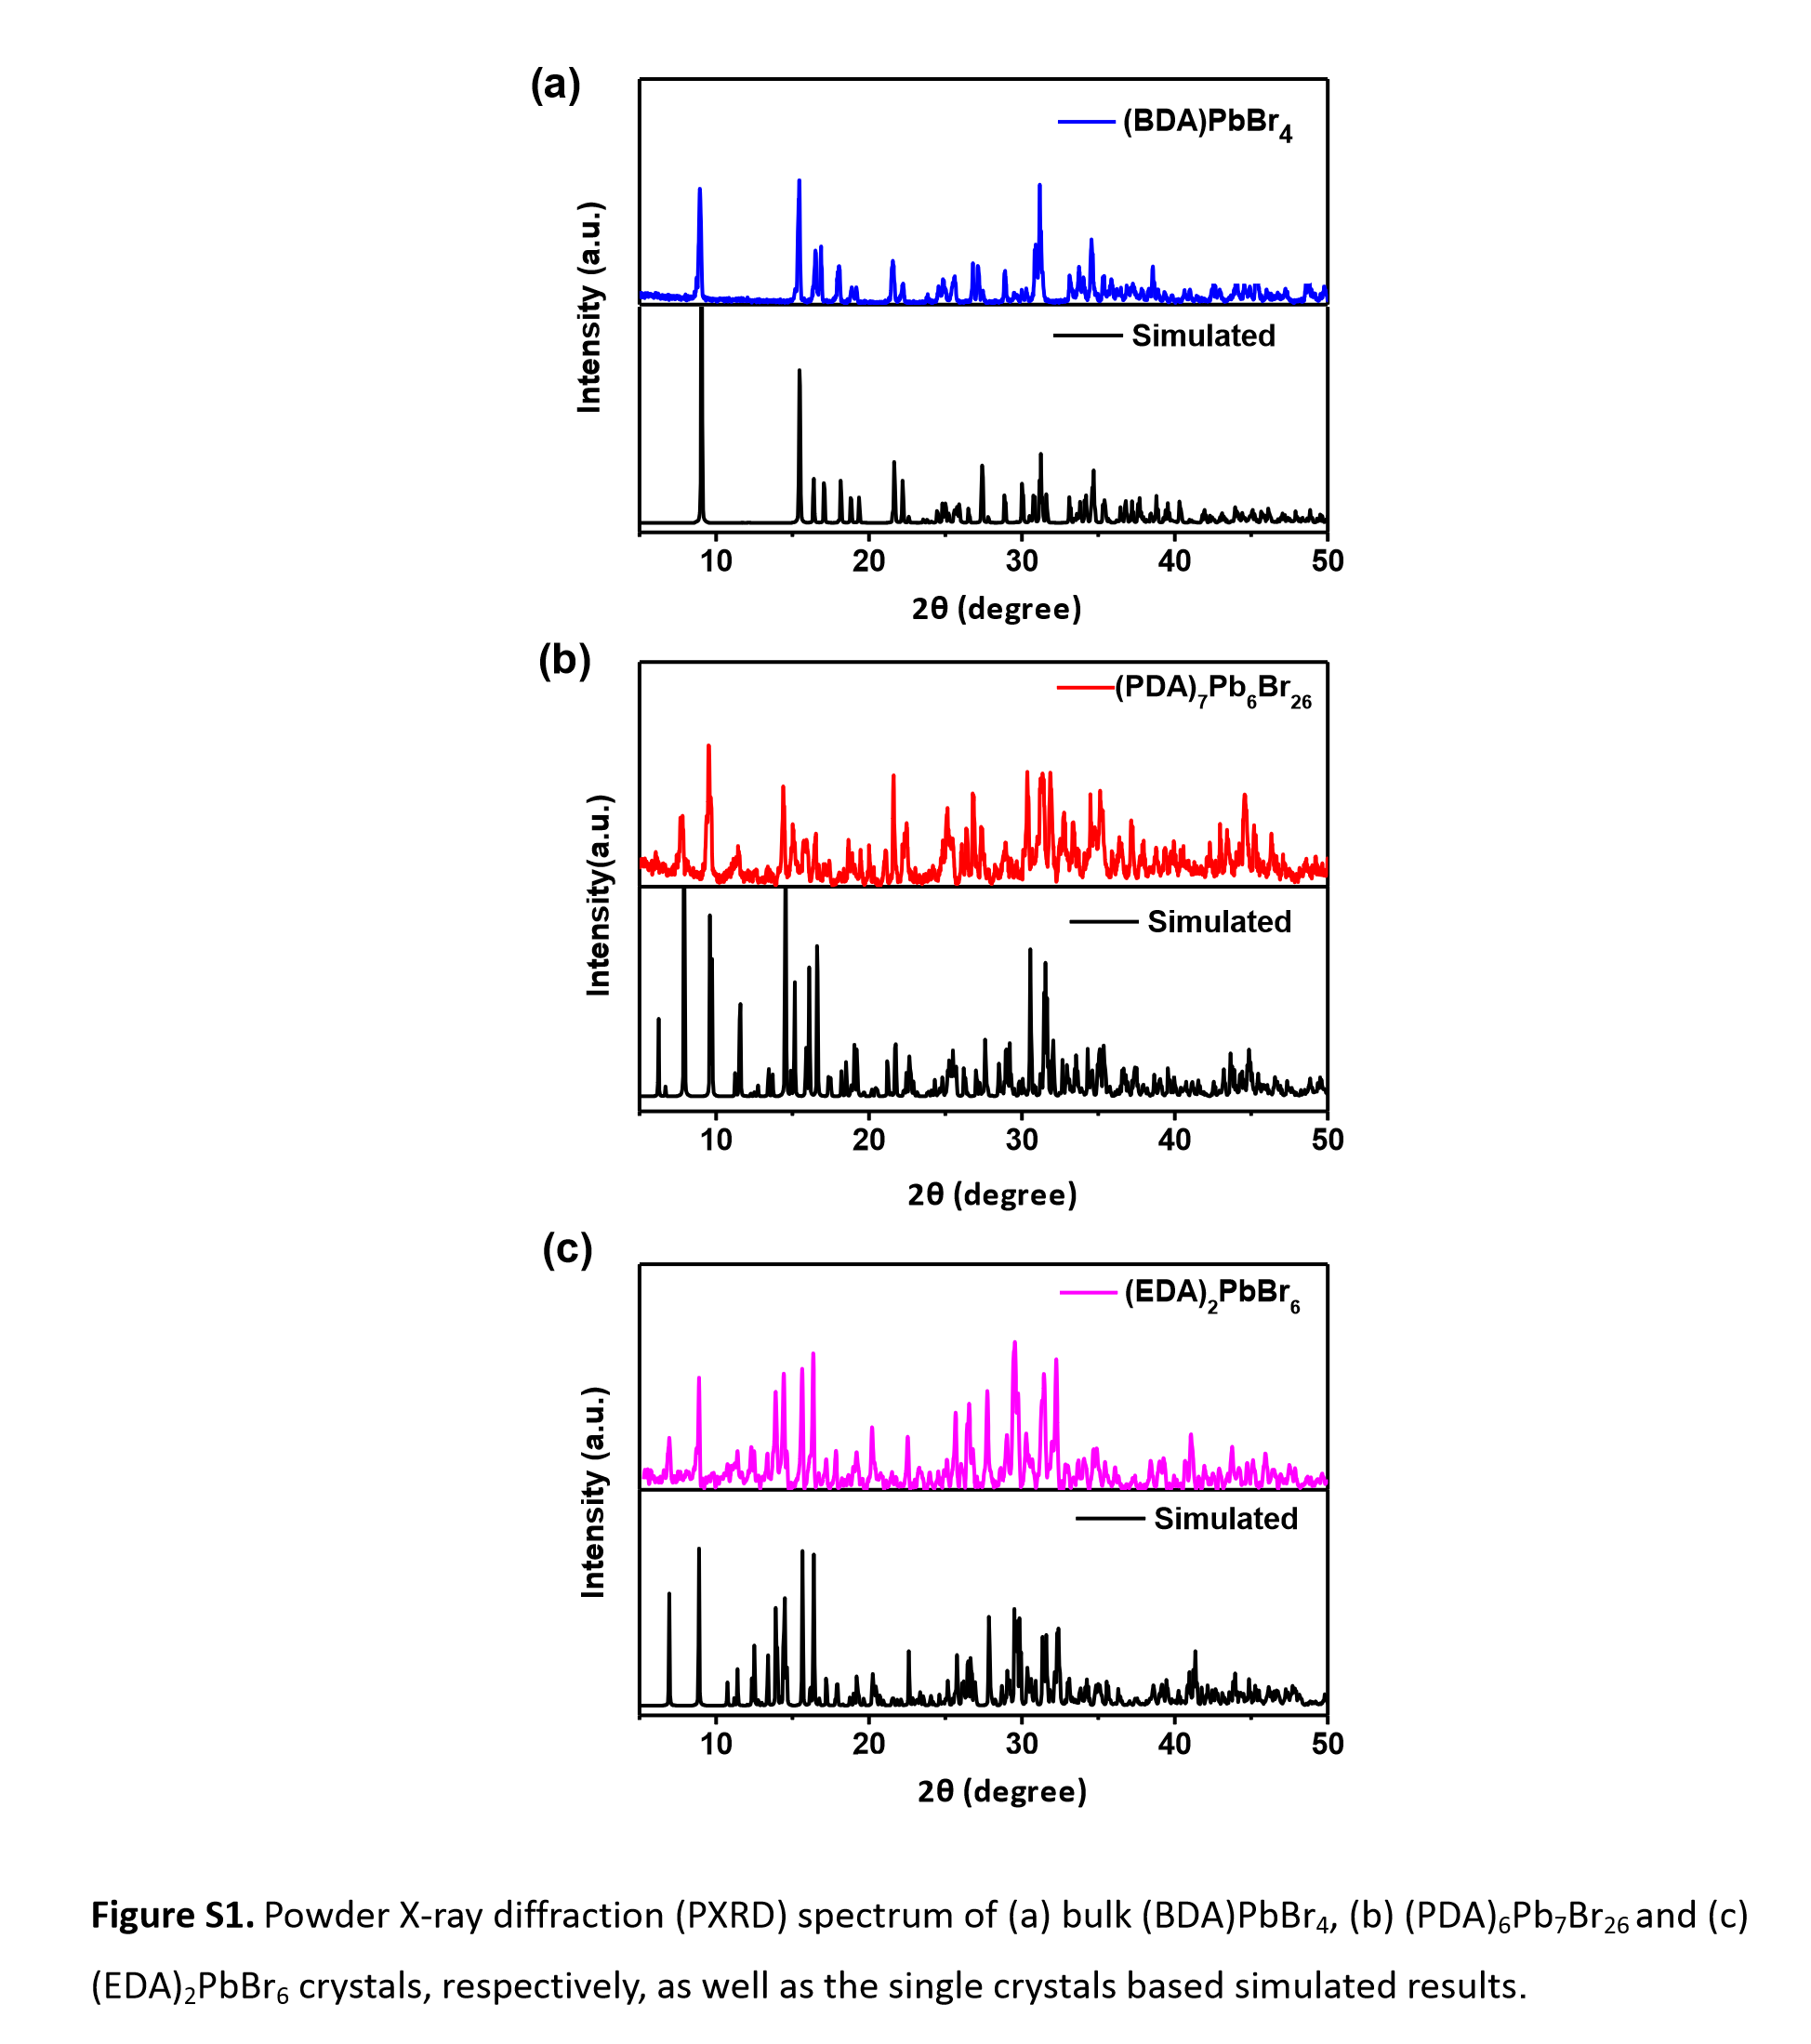 (a)
(BDA)PbBr4
Simulated
Intensity (a.u.)
10 20 30 40 50
2θ (degree)
(b)
(PDA)7Pb6Br26
Simulated
Intensity(a.u.)
10 20 30 40 50
2θ (degree)
(c)
(EDA)2PbBr6
Simulated
Intensity (a.u.)
10 20 30 40 50
2θ (degree)
Figure S1. Powder X-ray diffraction (PXRD) spectrum of (a) bulk (BDA)PbBr4, (b) (PDA)6Pb7Br26 and (c)
(EDA)2PbBr6 crystals, respectively, as well as the single crystals based simulated results.